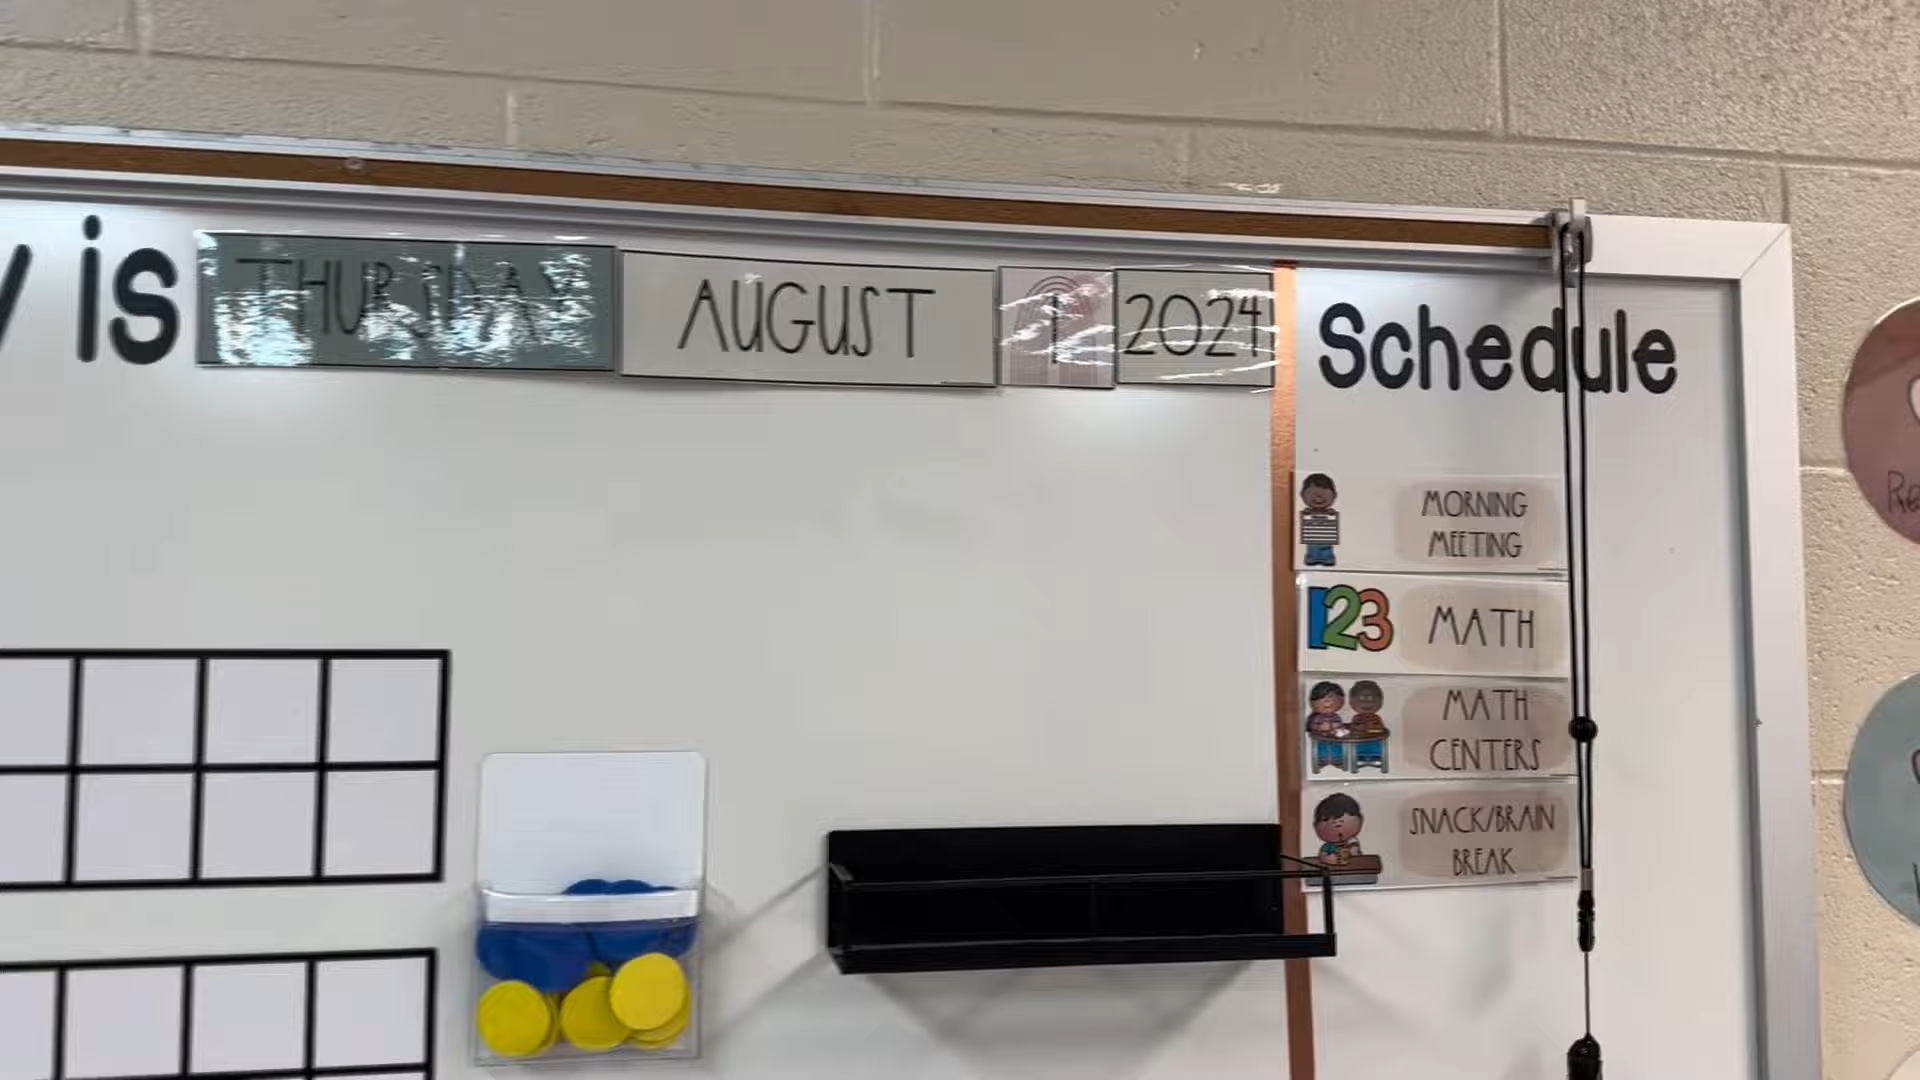 is THURSDAY AUGUST 1 2024
Schedule
MORNING
MEETING
123 MATH
MATH
CENTERS
SNACK/BRAIN
BREAK